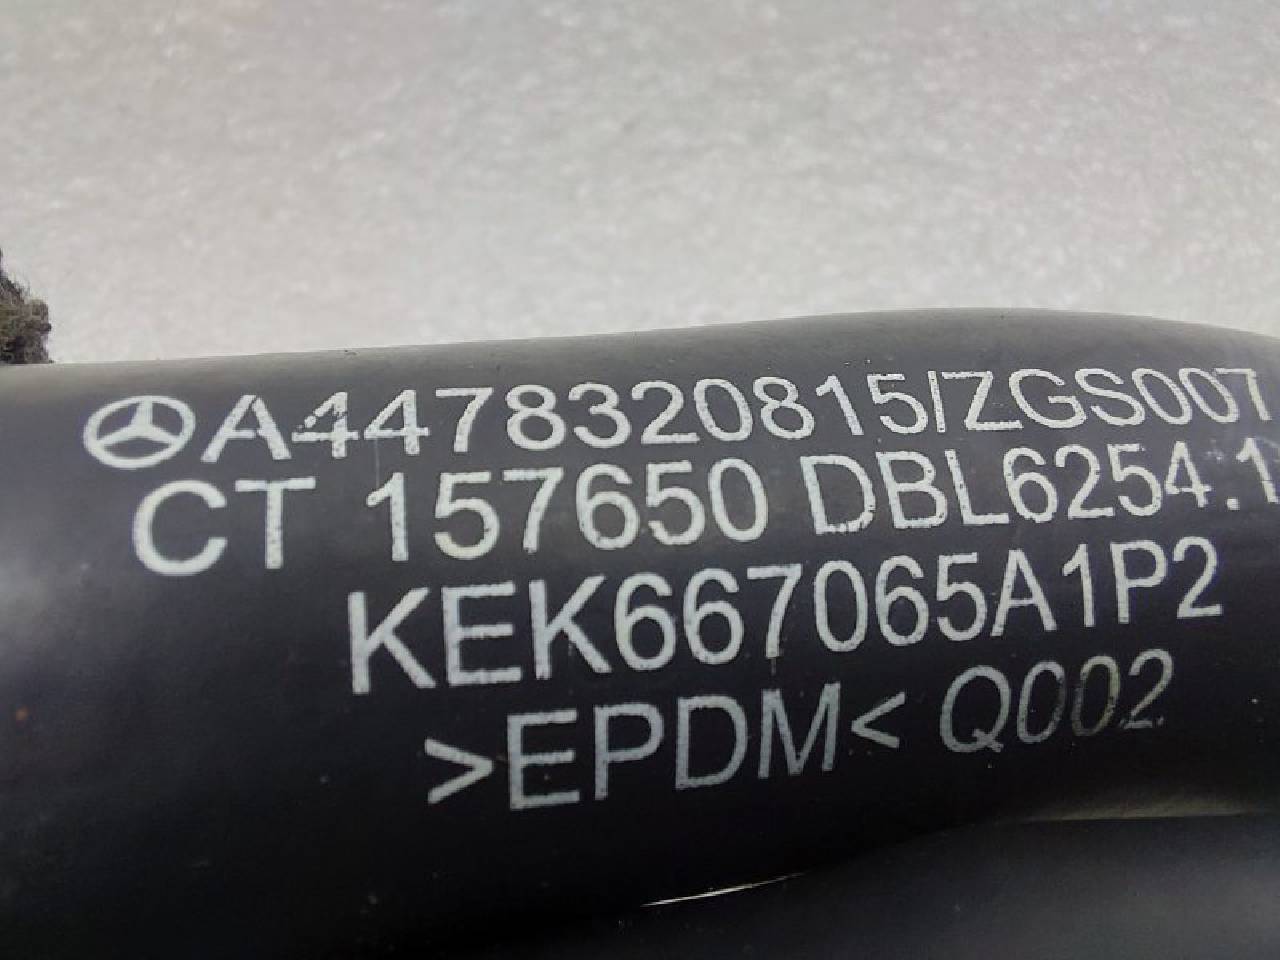 A4478320815/ZGS007
CT 157650 DBL6254.1
KEK667065A1P2
>EPDM< Q002